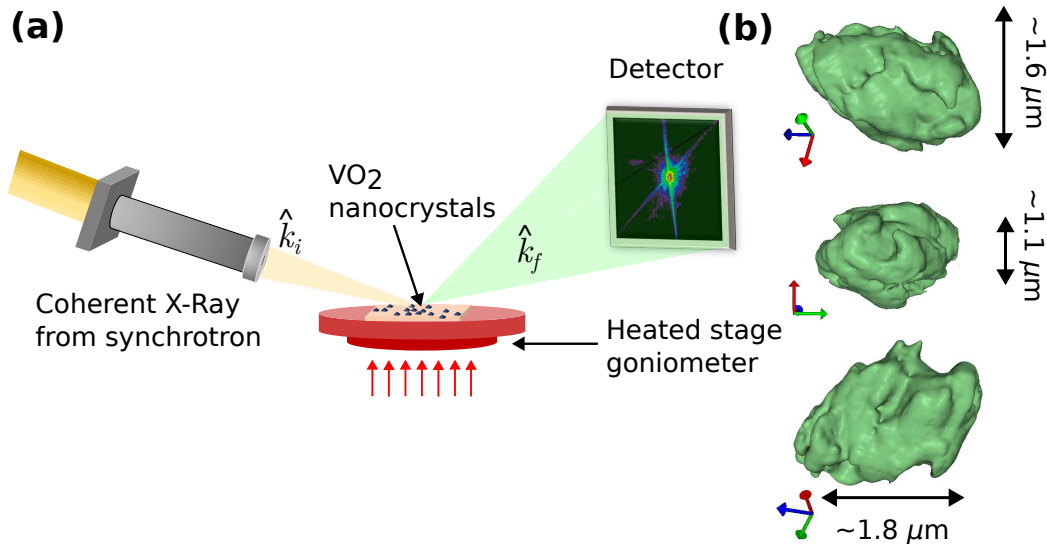 (a)
(b)
Detector
VO2
nanocrystals
k̂i
k̂f
Coherent X-Ray
from synchrotron
Heated stage
goniometer
~1.6 μm
~1.1 μm
~1.8 μm